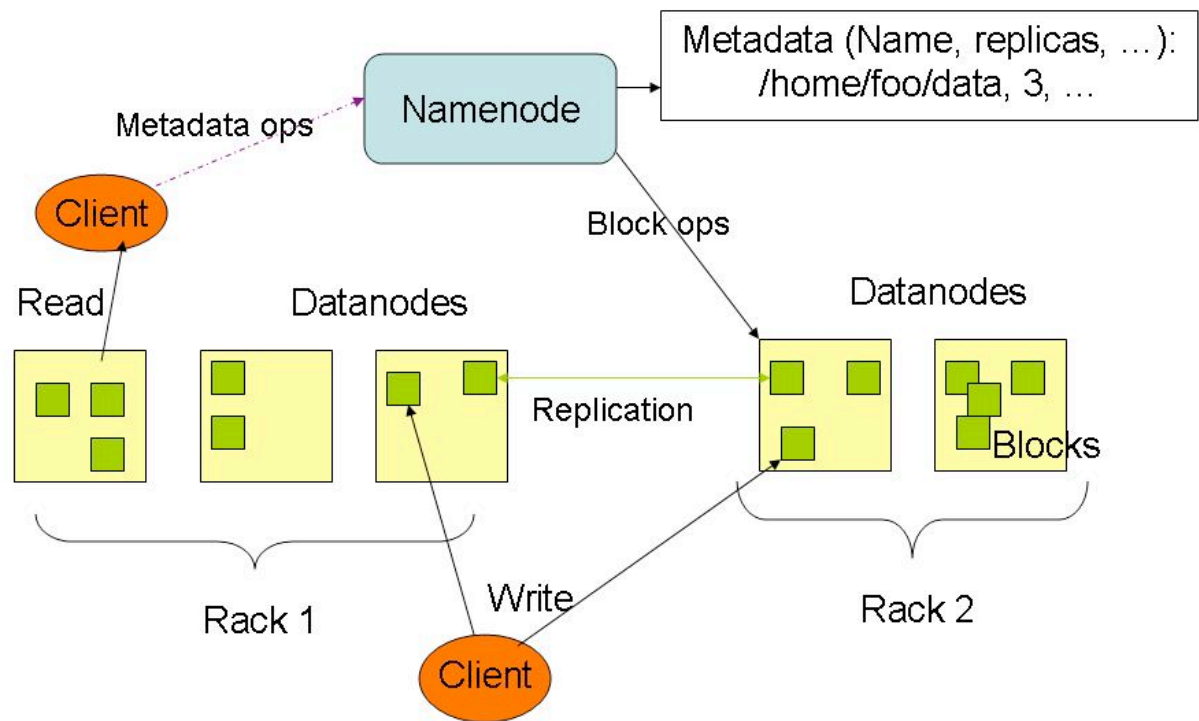 Metadata (Name, replicas, …):
/home/foo/data, 3, …
Namenode
Metadata ops
Client
Block ops
Read
Datanodes
Datanodes
Replication
Blocks
Rack 1
Write
Rack 2
Client